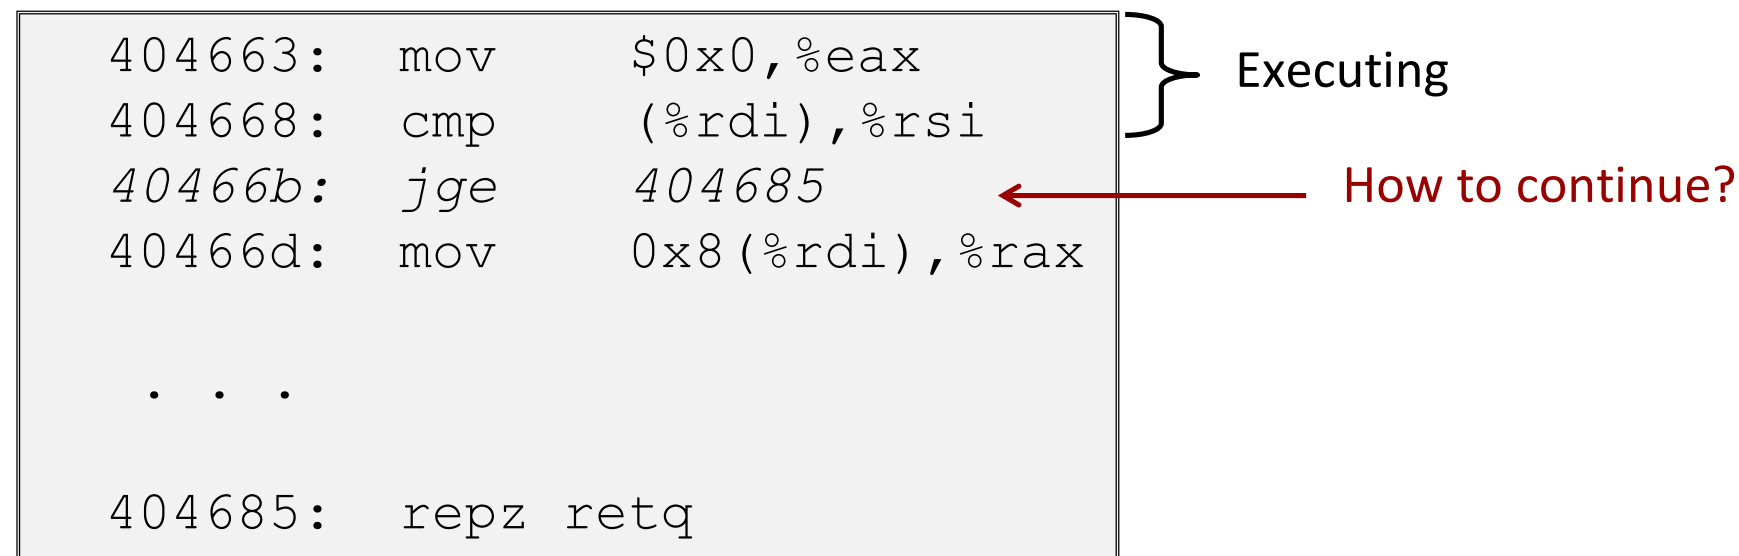 404663: mov $0x0,%eax
404668: cmp (%rdi),%rsi
40466b: jge 404685
40466d: mov 0x8(%rdi),%rax
. . .
404685: repz retq
Executing
How to continue?